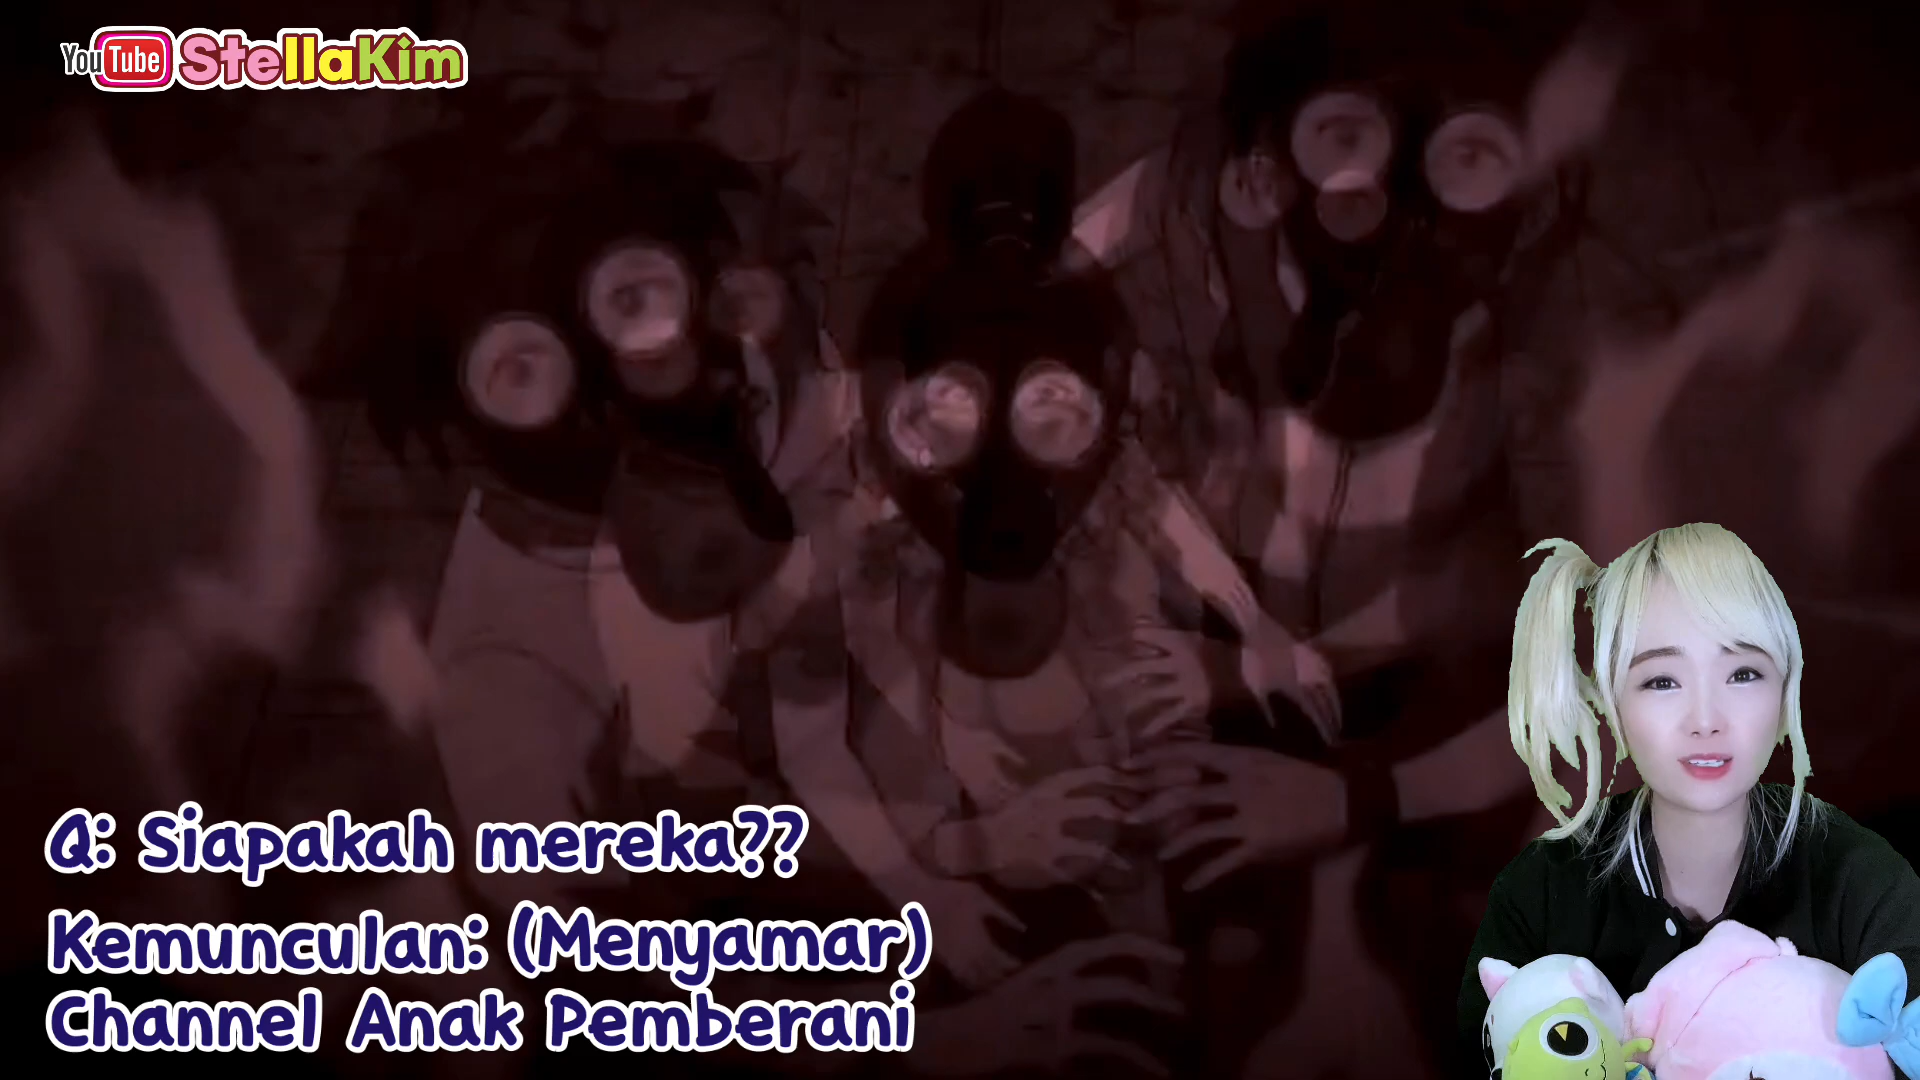 YouTube StellaKim
Q: Siapakah mereka??
Kemunculan: (Menyamar)
Channel Anak Pemberani